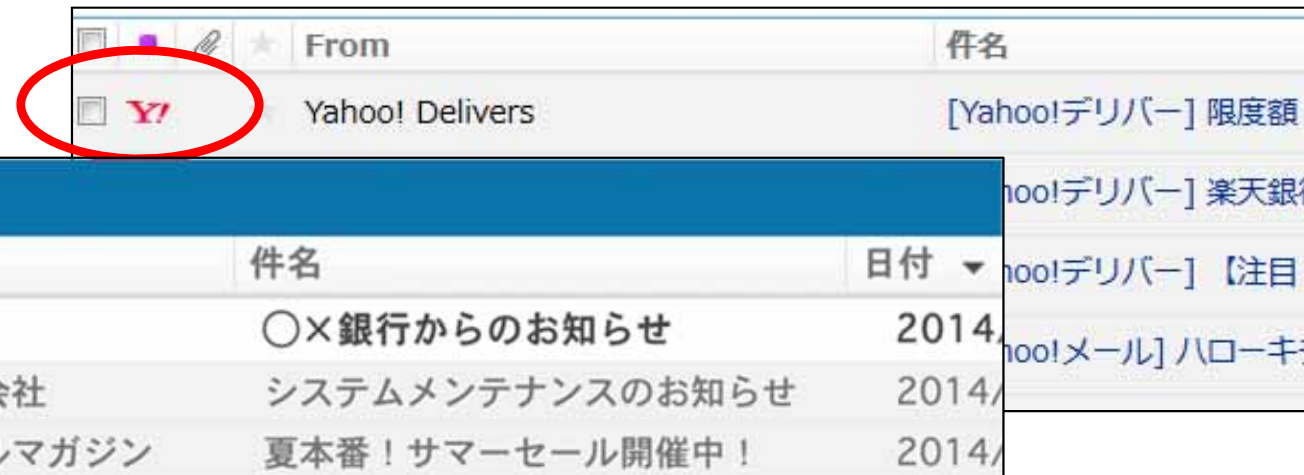 From 件名
Y! Yahoo! Delivers [Yahoo!デリバー] 限度額
hoo!デリバー] 楽天銀
hoo!デリバー] 【注目
hoo!メール] ハローキ
件名 日付
〇×銀行からのお知らせ 2014/
会社 システムメンテナンスのお知らせ 2014/
ルマガジン 夏本番!サマーセール開催中! 2014/